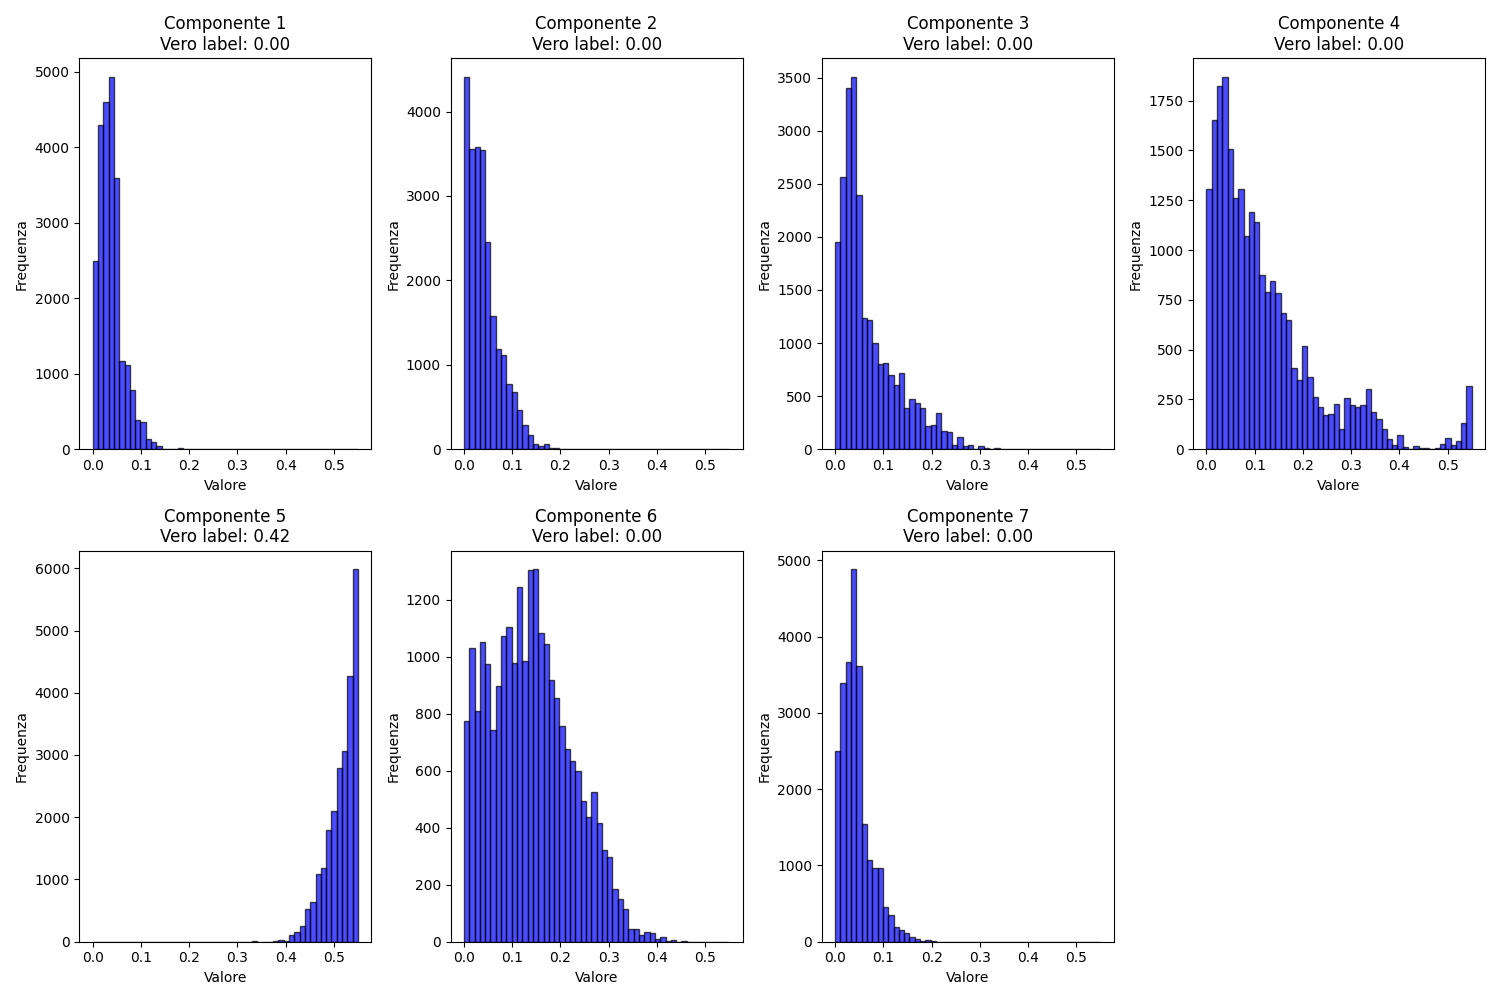 Componente 1
Vero label: 0.00
5000
4000
3000
2000
1000
0
Frequenza
0.0 0.1 0.2 0.3 0.4 0.5
Valore
Componente 2
Vero label: 0.00
4000
3000
2000
1000
0
Frequenza
0.0 0.1 0.2 0.3 0.4 0.5
Valore
Componente 3
Vero label: 0.00
3500
3000
2500
2000
1500
1000
500
0
Frequenza
0.0 0.1 0.2 0.3 0.4 0.5
Valore
Componente 4
Vero label: 0.00
1750
1500
1250
1000
750
500
250
0
Frequenza
0.0 0.1 0.2 0.3 0.4 0.5
Valore
Componente 5
Vero label: 0.42
6000
5000
4000
3000
2000
1000
0
Frequenza
0.0 0.1 0.2 0.3 0.4 0.5
Valore
Componente 6
Vero label: 0.00
1200
1000
800
600
400
200
0
Frequenza
0.0 0.1 0.2 0.3 0.4 0.5
Valore
Componente 7
Vero label: 0.00
5000
4000
3000
2000
1000
0
Frequenza
0.0 0.1 0.2 0.3 0.4 0.5
Valore